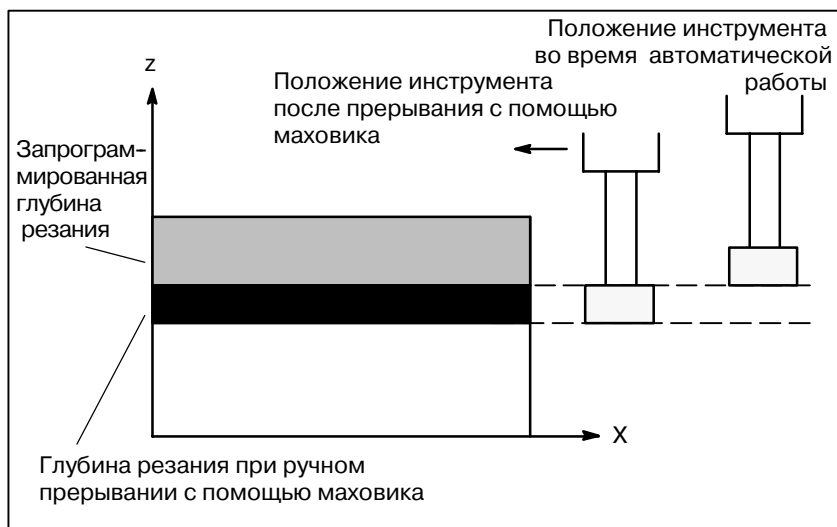 Положение инструмента
во время автоматической
работы
z
Положение инструмента
после прерывания с помощью
маховика
Запрограм-
мированная
глубина
резания
X
Глубина резания при ручном
прерывании с помощью маховика